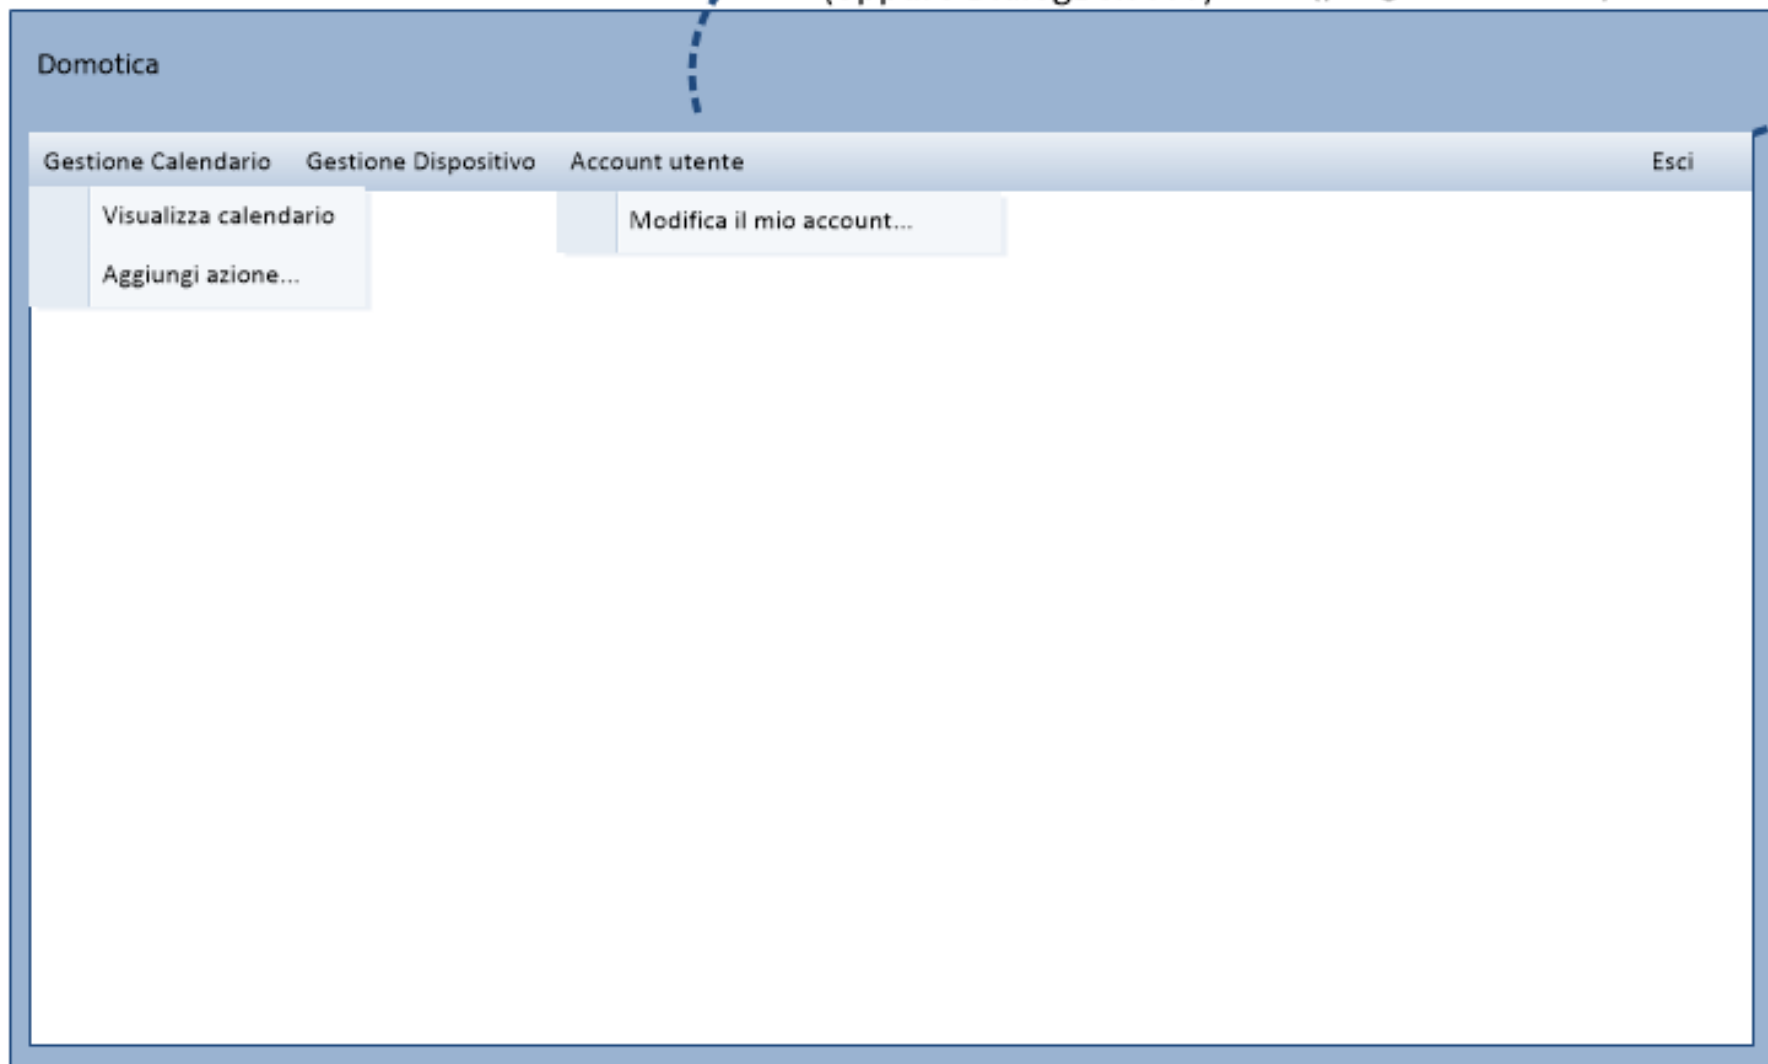 Domotica
Gestione Calendario Gestione Dispositivo Account utente Esci
Visualizza calendario
Modifica il mio account...
Aggiungi azione...